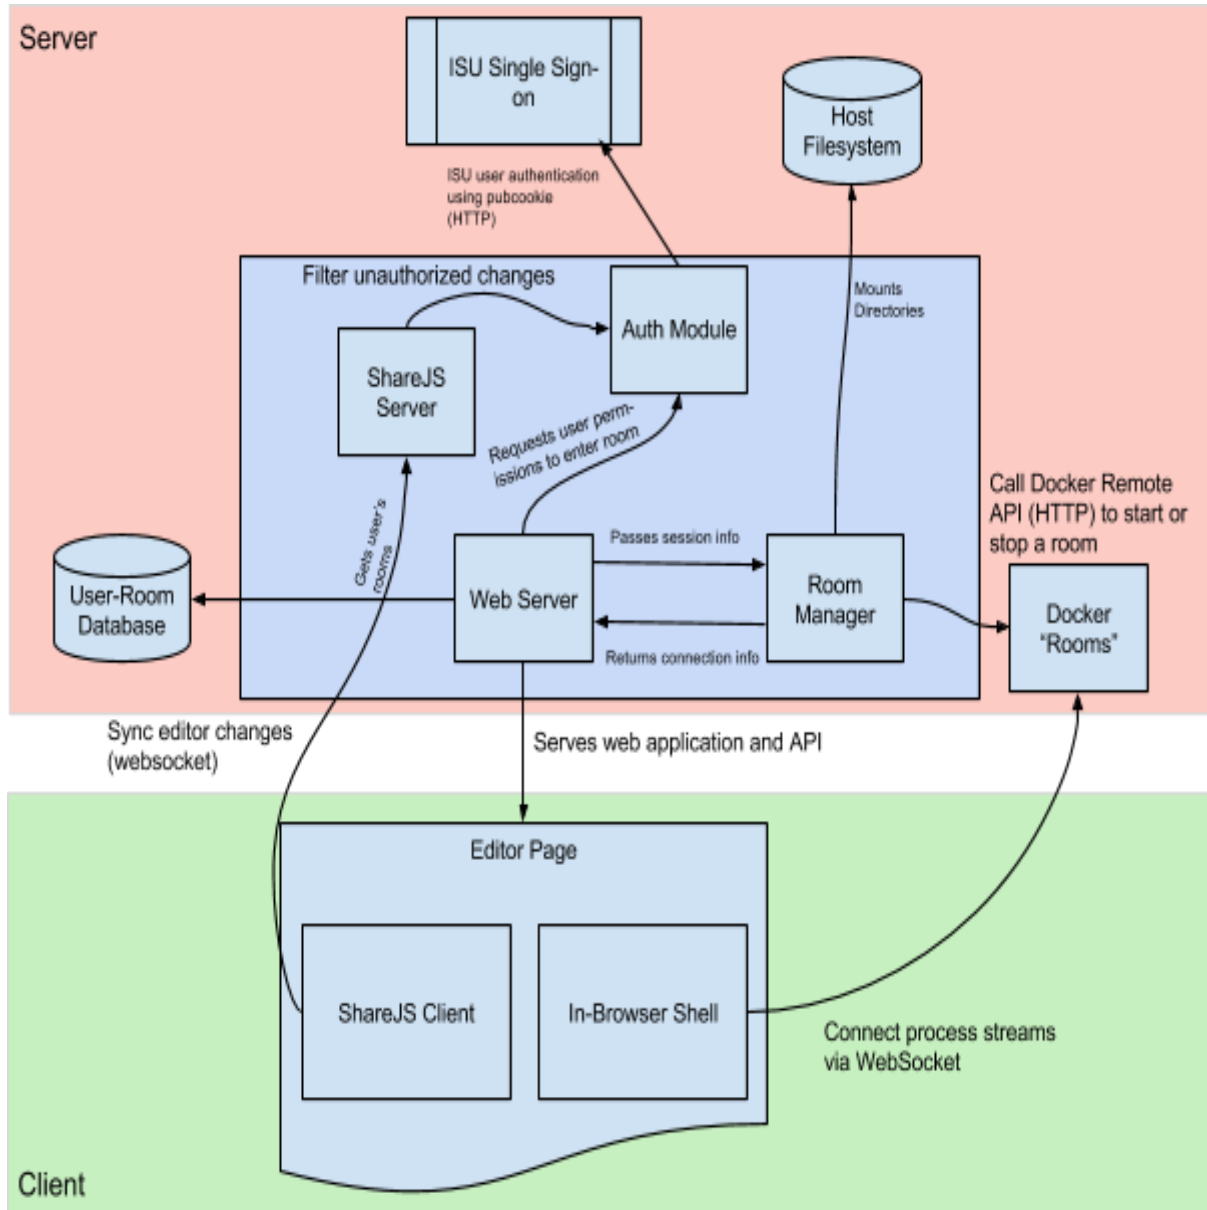 Server
ISU Single Sign-
on
Host
Filesystem
ISU user authentication
using pubcookie
(HTTP)
Filter unauthorized changes
Mounts
Directories
Auth Module
ShareJS
Server
Requests user perm-
issions to enter room
Call Docker Remote
API (HTTP) to start or
stop a room
Gets user's
rooms
Passes session info
User-Room
Database
Web Server
Room
Manager
Docker
“Rooms”
Returns connection info
Sync editor changes
(websocket)
Serves web application and API
Editor Page
ShareJS Client
In-Browser Shell
Connect process streams
via WebSocket
Client